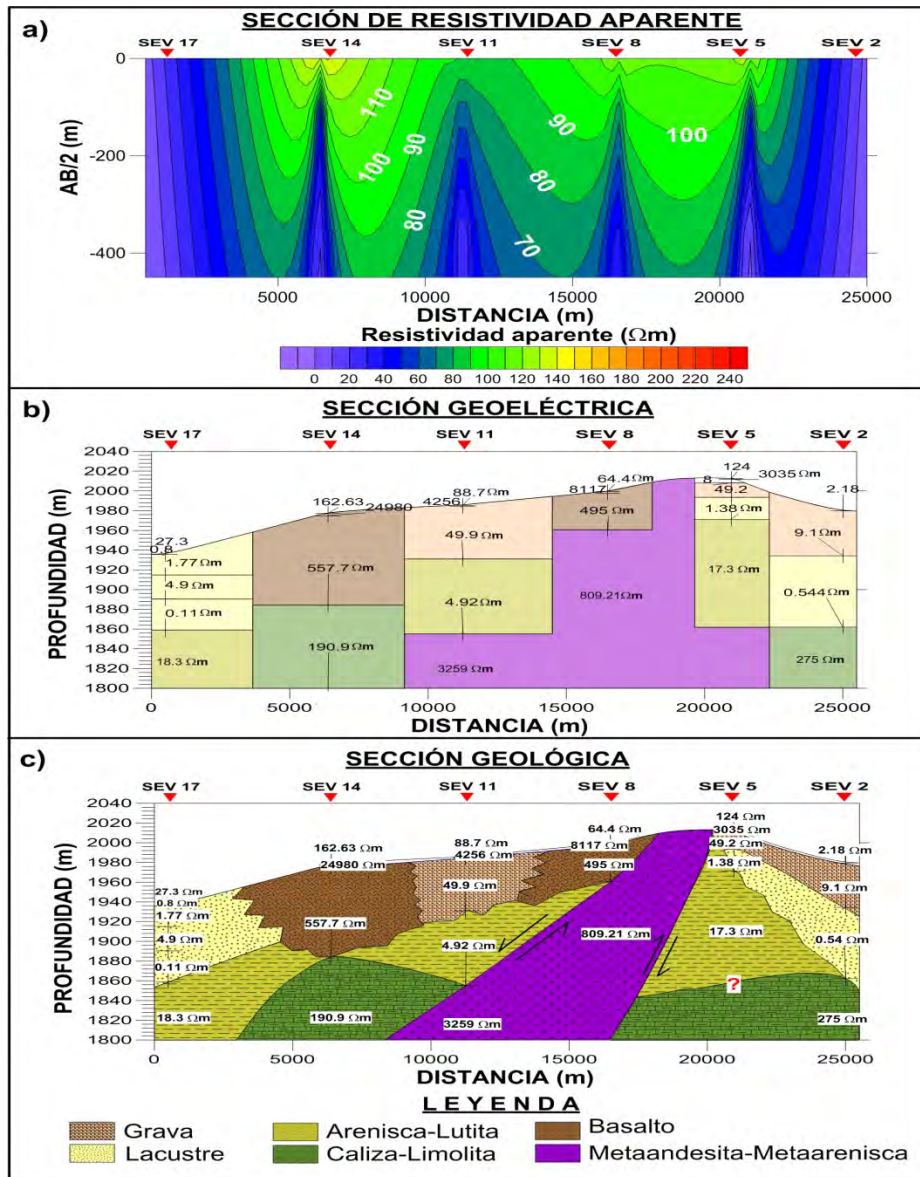 a)
SECCIÓN DE RESISTIVIDAD APARENTE
SEV 17 SEV 14 SEV 11 SEV 8 SEV 5 SEV 2
AB/2 (m)
0
-200
-400
110
100
90
80
70
90
80
100
5000 10000 15000 20000 25000
DISTANCIA (m)
Resistividad aparente (Ωm)
0 20 40 60 80 100 120 140 160 180 200 220 240
b)
SECCIÓN GEOELÉCTRICA
SEV 17 SEV 14 SEV 11 SEV 8 SEV 5 SEV 2
PROFUNDIDAD (m)
2040
2020
2000
1980
1960
1940
1920
1900
1880
1860
1840
1820
1800
27.3
0.8
1.77 Ωm
4.9 Ωm
0.11 Ωm
18.3 Ωm
162.63
24980
557.7 Ωm
190.9 Ωm
88.7 Ωm
4256
49.9 Ωm
4.92 Ωm
3259 Ωm
64.4 Ωm
8117
495 Ωm
809.21Ωm
124
3035 Ωm
8
49.2
1.38 Ωm
17.3 Ωm
2.18
9.1 Ωm
0.544 Ωm
275 Ωm
0 5000 10000 15000 20000 25000
DISTANCIA (m)
c)
SECCIÓN GEOLÓGICA
SEV 17 SEV 14 SEV 11 SEV 8 SEV 5 SEV 2
PROFUNDIDAD (m)
2040
2020
2000
1980
1960
1940
1920
1900
1880
1860
1840
1820
1800
27.3 Ωm
0.8 Ωm
1.77 Ωm
4.9 Ωm
0.11 Ωm
18.3 Ωm
162.63 Ωm
24980 Ωm
557.7 Ωm
190.9 Ωm
88.7 Ωm
4256 Ωm
49.9 Ωm
4.92 Ωm
3259 Ωm
64.4 Ωm
8117 Ωm
495 Ωm
809.21 Ωm
124 Ωm
3035 Ωm
49.2 Ωm
1.38 Ωm
17.3 Ωm
?
2.18 Ωm
9.1 Ωm
0.54 Ωm
275 Ωm
0 5000 10000 15000 20000 25000
DISTANCIA (m)
LEYENDA
Grava Arenisca-Lutita Basalto
Lacustre Caliza-Limolita Metaandesita-Metaarenisca